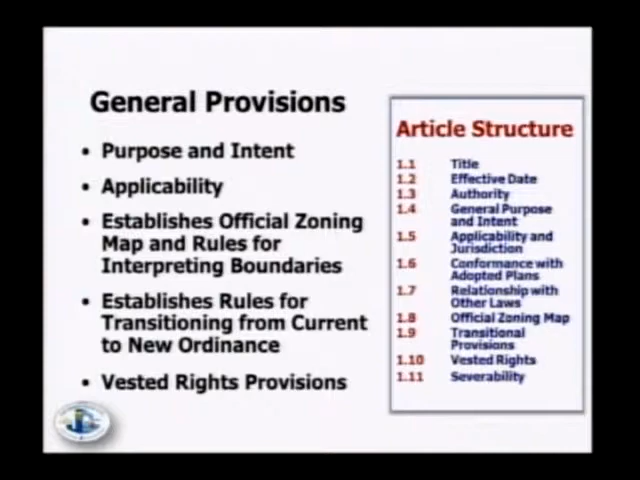 General Provisions
• Purpose and Intent
• Applicability
• Establishes Official Zoning
Map and Rules for
Interpreting Boundaries
• Establishes Rules for
Transitioning from Current
to New Ordinance
• Vested Rights Provisions
Article Structure
1.1 Title
1.2 Effective Date
1.3 Authority
1.4 General Purpose
and Intent
1.5 Applicability and
Jurisdiction
1.6 Conformance with
Adopted Plans
1.7 Relationship with
Other Laws
1.8 Official Zoning Map
1.9 Transitional
Provisions
1.10 Vested Rights
1.11 Severability